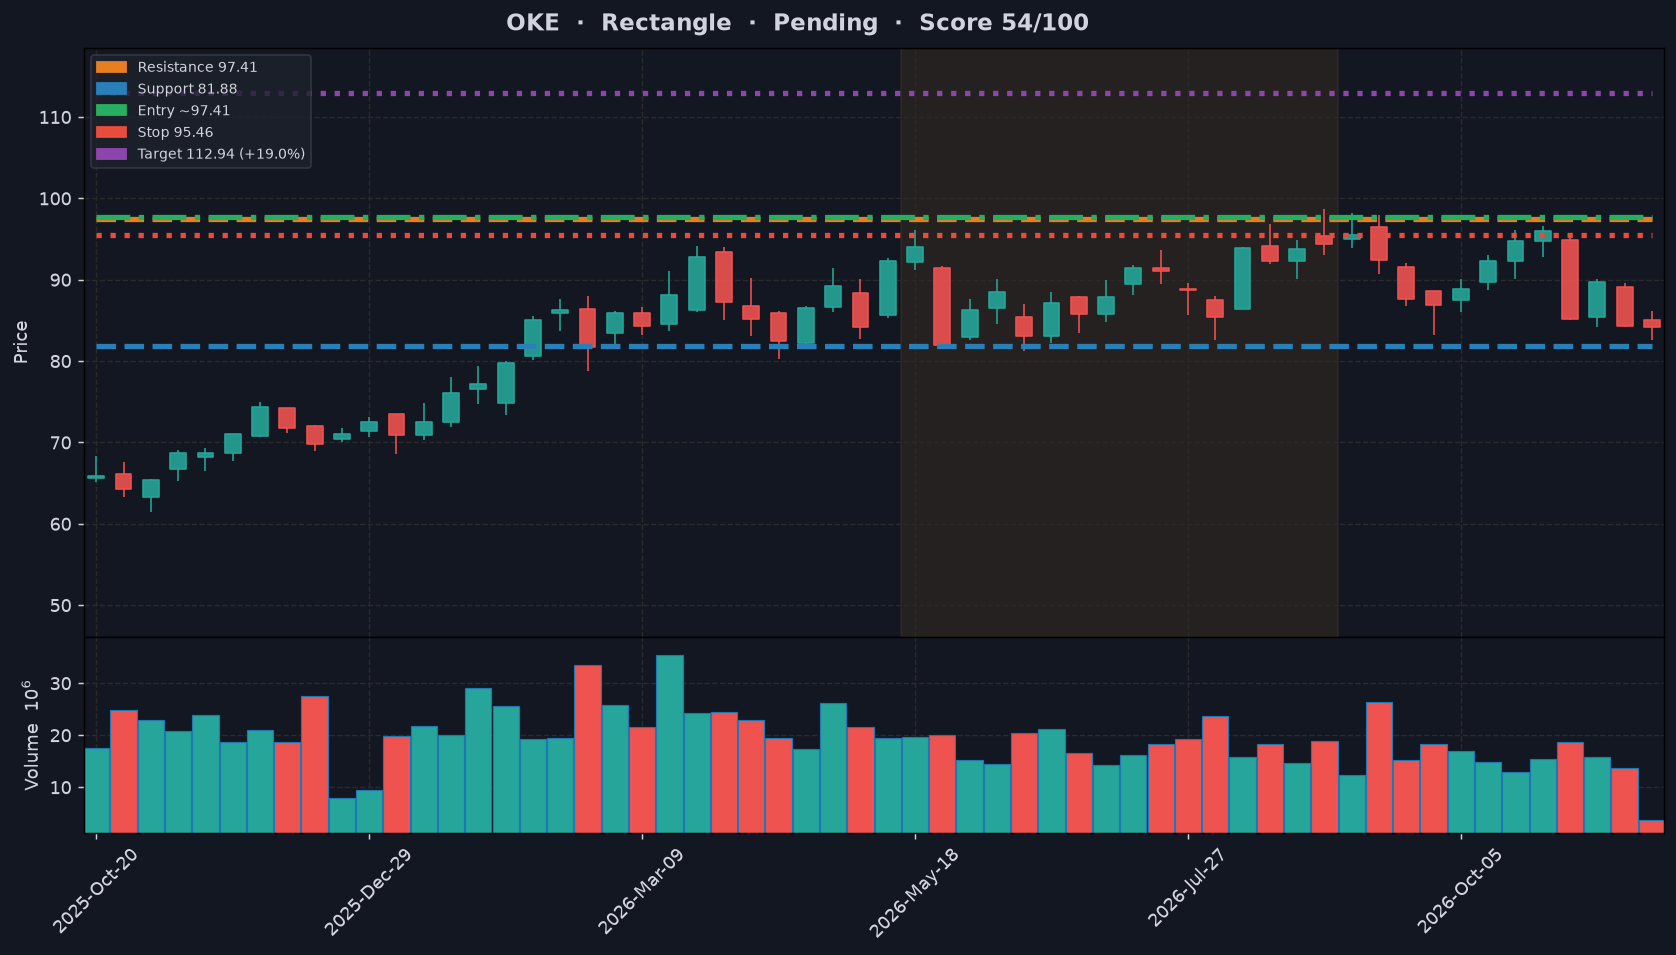 OKE · Rectangle · Pending · Score 54/100
Resistance 97.41
Support 81.88
Entry ~97.41
Stop 95.46
Target 112.94 (+19.0%)
Price
110
100
90
80
70
60
50
Volume 10⁶
30
20
10
2025-Oct-20
2025-Dec-29
2026-Mar-09
2026-May-18
2026-Jul-27
2026-Oct-05